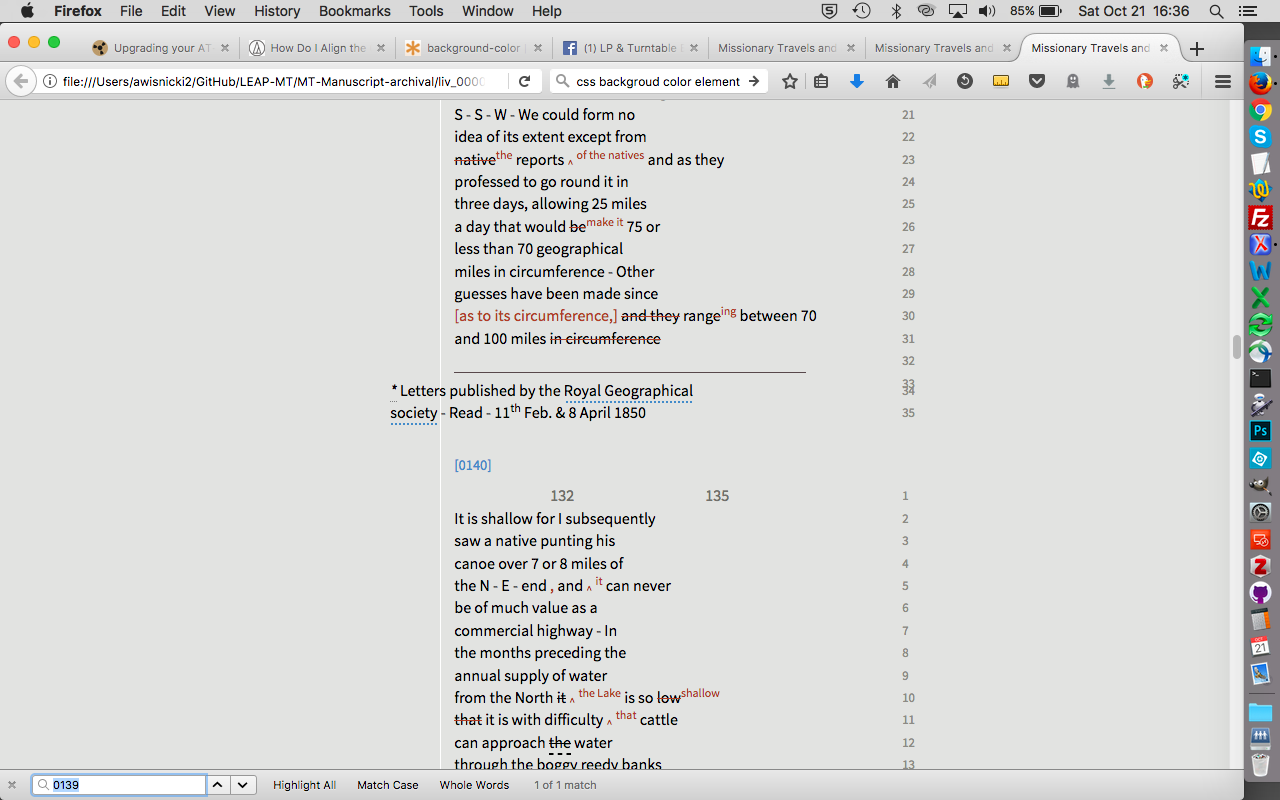 Firefox File Edit View History Bookmarks Tools Window Help 85% Sat Oct 21 16:36
Upgrading your AT How Do I Align the background-color (1) LP & Turntable Missionary Travels and Missionary Travels and Missionary Travels and
file:///Users/awisnicki2/GitHub/LEAP-MT/MT-Manuscript-archival/liv_000 css backgroud color element
S - S - W - We could form no 21
idea of its extent except from 22
native the reports ‸ of the natives and as they 23
professed to go round it in 24
three days, allowing 25 miles 25
a day that would be make it 75 or 26
less than 70 geographical 27
miles in circumference - Other 28
guesses have been made since 29
[as to its circumference,] and they ranging between 70 30
and 100 miles in circumference 31
32
33
* Letters published by the Royal Geographical 34
society - Read - 11th Feb. & 8 April 1850 35
[0140]
132 135 1
It is shallow for I subsequently 2
saw a native punting his 3
canoe over 7 or 8 miles of 4
the N - E - end , and ‸ it can never 5
be of much value as a 6
commercial highway - In 7
the months preceding the 8
annual supply of water 9
from the North it ‸ the Lake is so low shallow 10
that it is with difficulty ‸ that cattle 11
can approach the water 12
through the boggy reedy banks 13
0139 Highlight All Match Case Whole Words 1 of 1 match